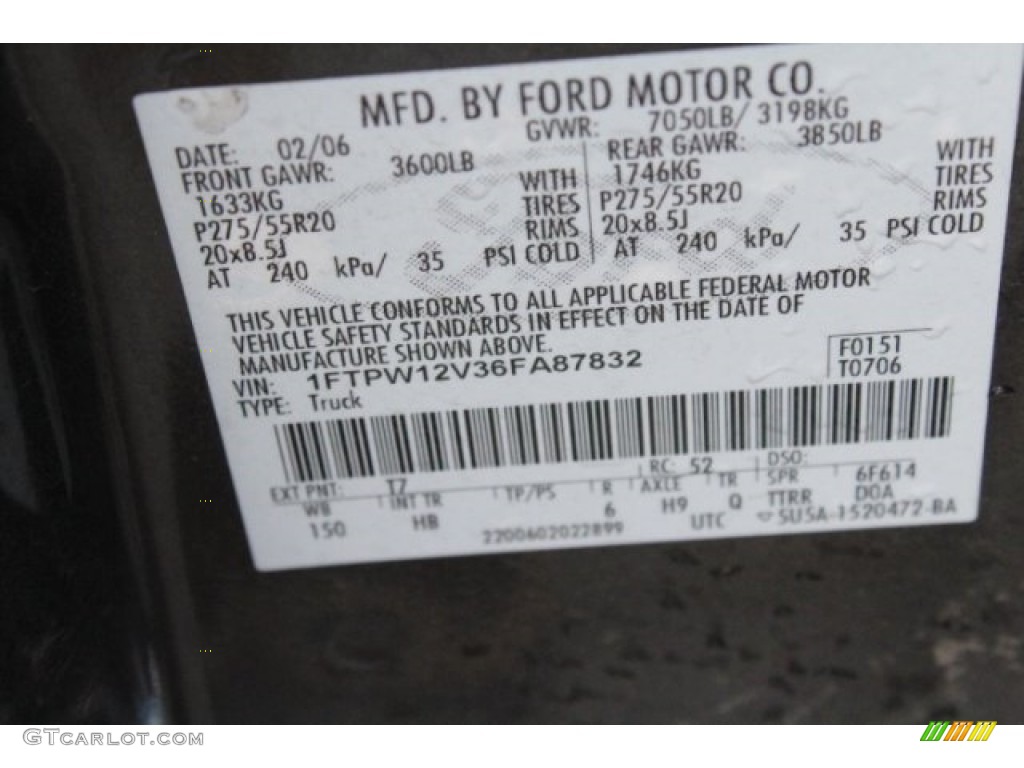 MFD. BY FORD MOTOR CO.
DATE: 02/06 GVWR: 7050LB/ 3198KG
FRONT GAWR: 3600LB REAR GAWR: 3850LB
1633KG WITH 1746KG WITH
P275/55R20 TIRES P275/55R20 TIRES
20x8.5J RIMS 20x8.5J RIMS
AT 240 kPa/ 35 PSI COLD AT 240 kPa/ 35 PSI COLD
THIS VEHICLE CONFORMS TO ALL APPLICABLE FEDERAL MOTOR
VEHICLE SAFETY STANDARDS IN EFFECT ON THE DATE OF
MANUFACTURE SHOWN ABOVE.
VIN: 1FTPW12V36FA87832 F0151
TYPE: Truck T0706
EXT PNT: T7 RC: 52 DSO:
WB INT TR TP/PS R AXLE TR SPR 6F614
150 HB 6 H9 Q TTRR D0A
2200602022899 UTC 5U5A-1520472-BA
GTCarLot.com